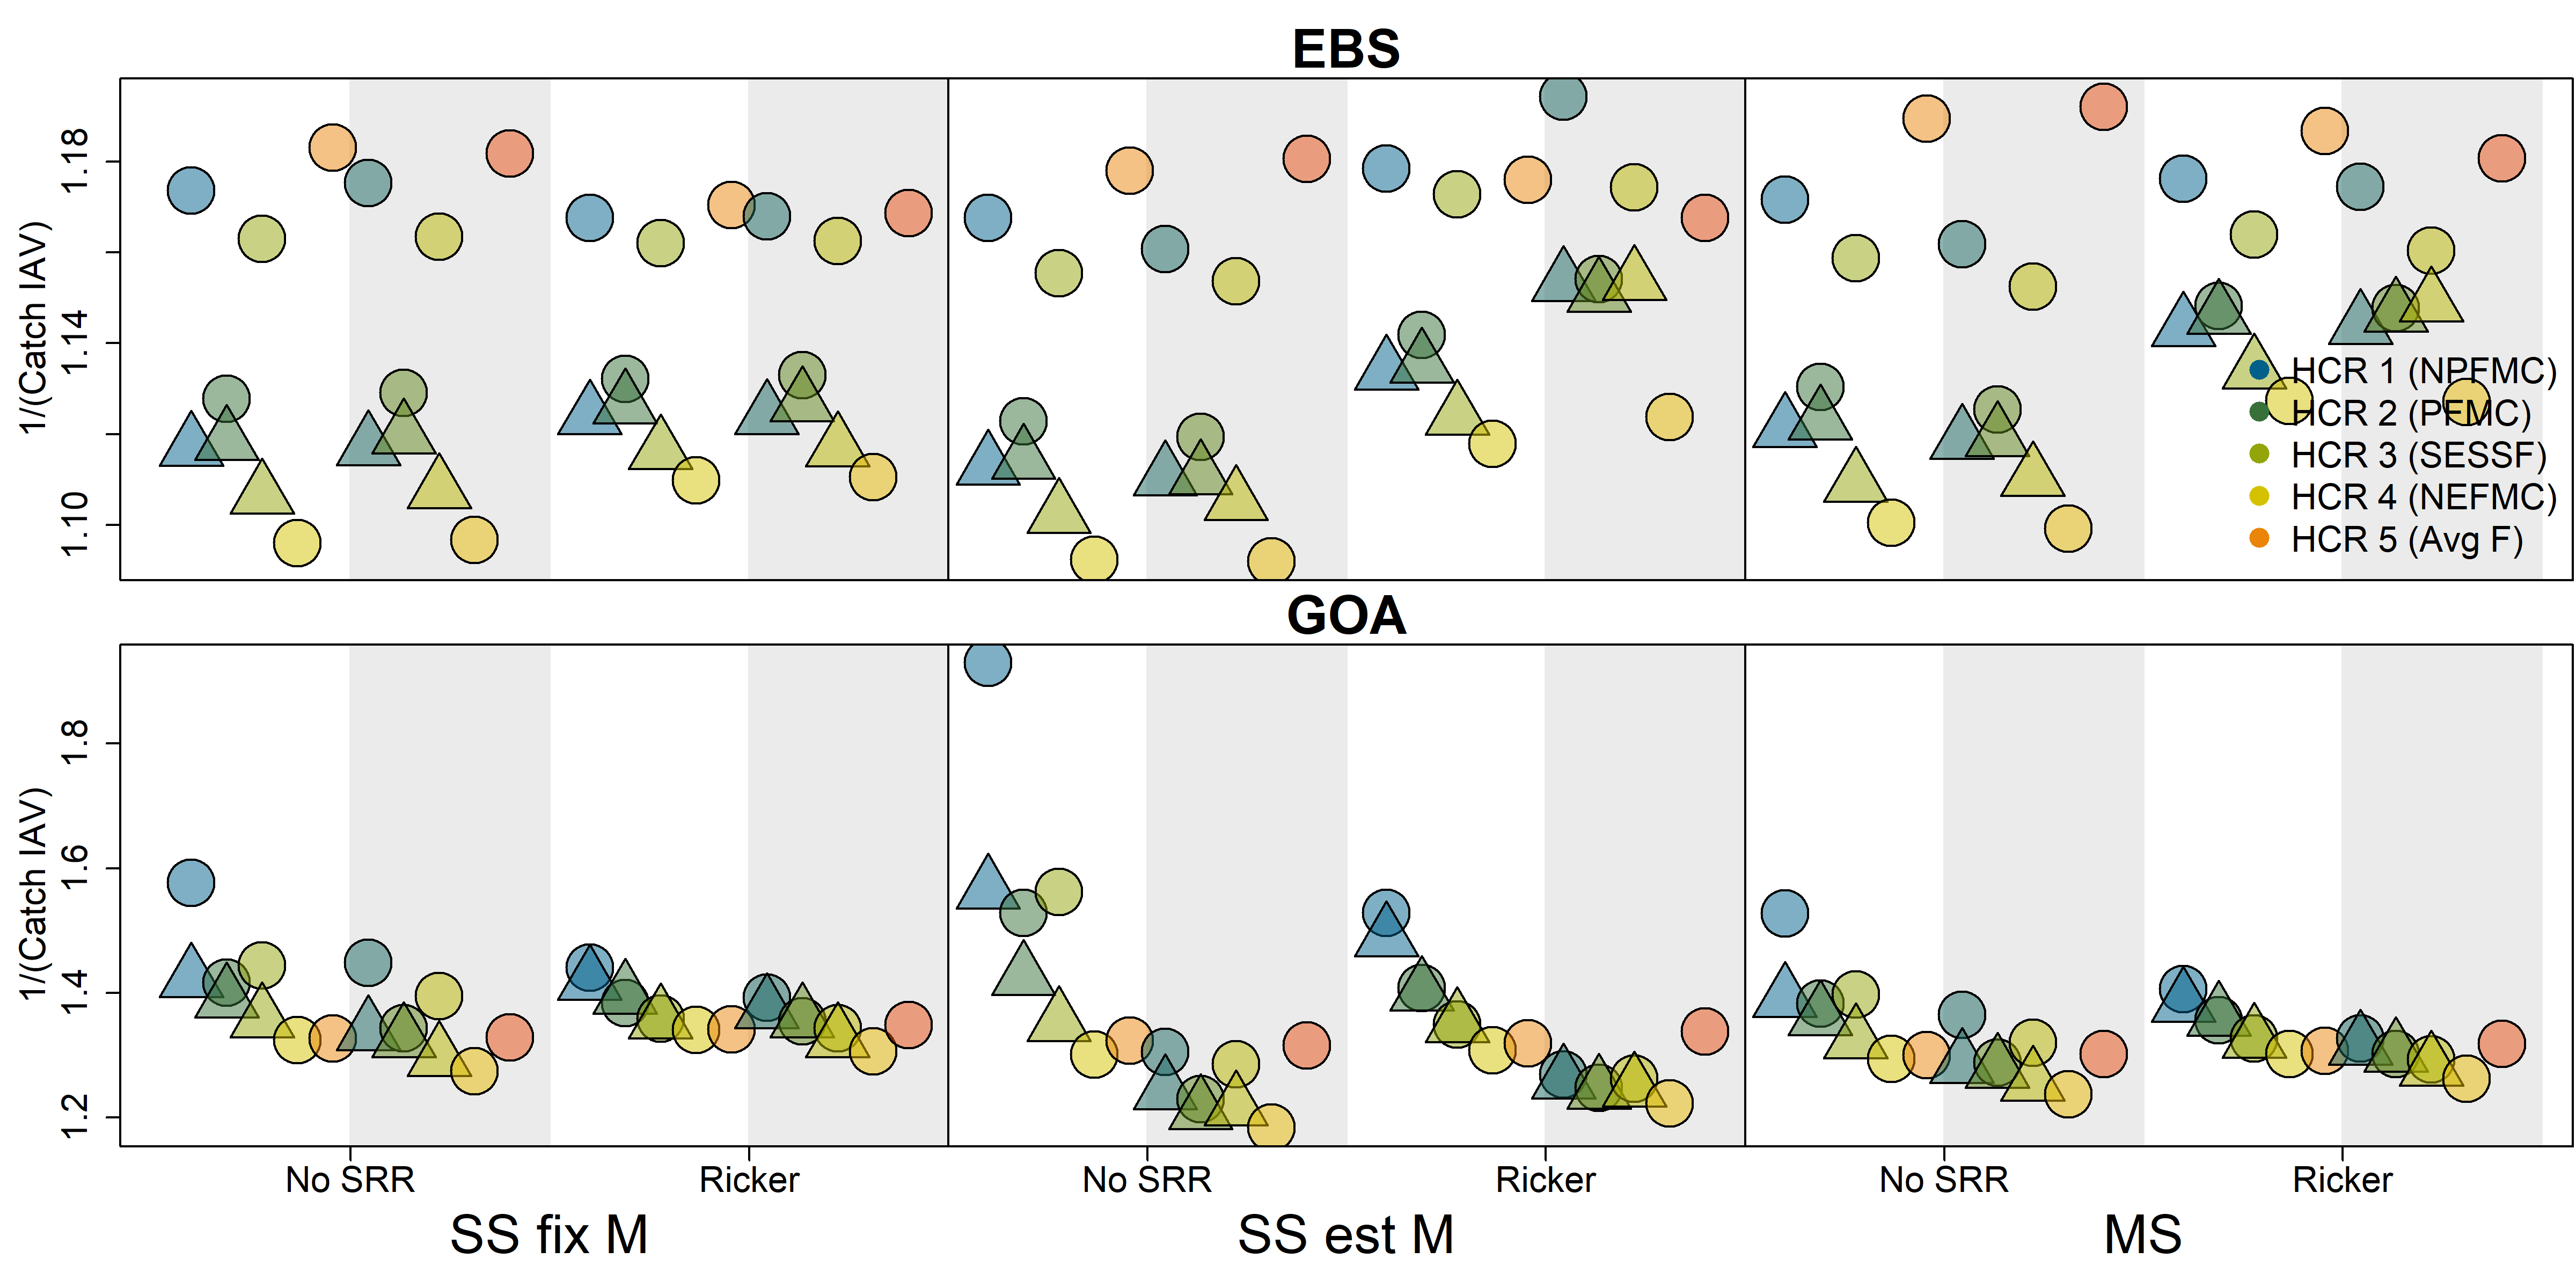 EBS
1/(Catch IAV)
1.18
1.14
1.10
HCR 1 (NPFMC)
HCR 2 (PFMC)
HCR 3 (SESSF)
HCR 4 (NEFMC)
HCR 5 (Avg F)
GOA
1/(Catch IAV)
1.8
1.6
1.4
1.2
No SRR Ricker No SRR Ricker No SRR Ricker
SS fix M SS est M MS